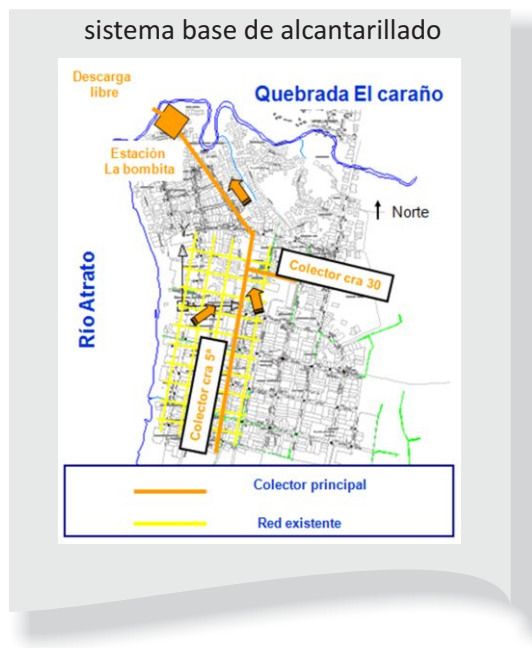 sistema base de alcantarillado
Descarga
libre
Quebrada El caraño
Estación
La bombita
Norte
Colector cra 30
Río Atrato
Colector cra 5ª
Colector principal
Red existente